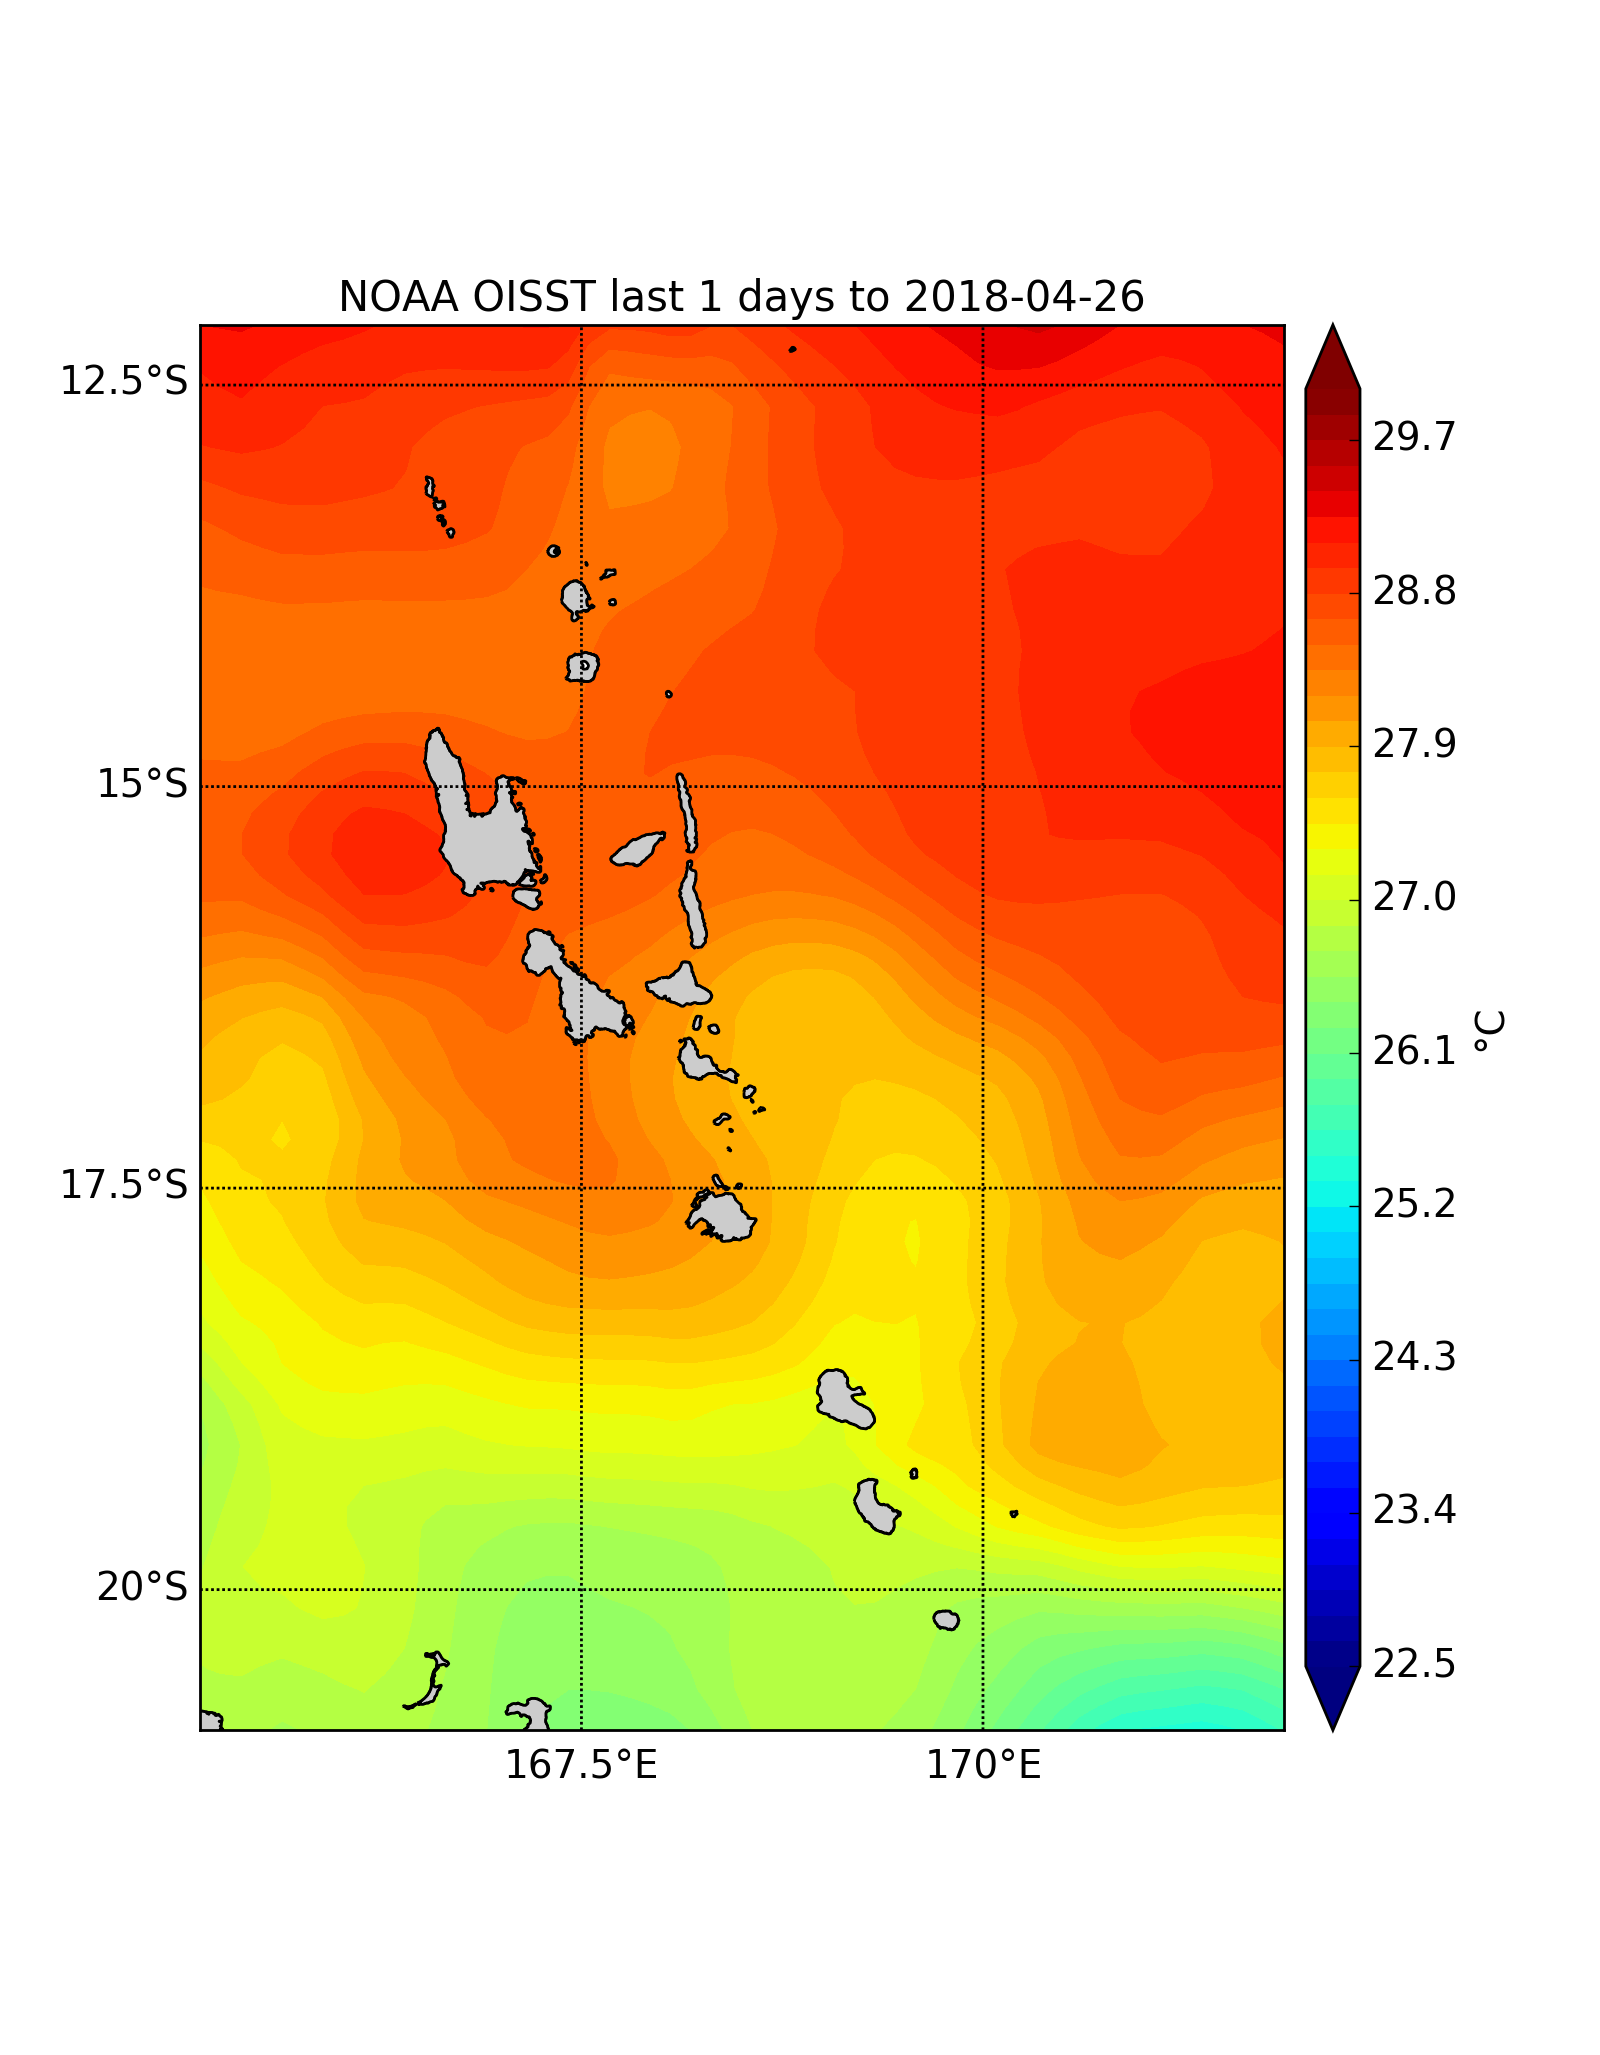 NOAA OISST last 1 days to 2018-04-26
12.5°S
15°S
17.5°S
20°S
167.5°E
170°E
29.7
28.8
27.9
27.0
26.1
25.2
24.3
23.4
22.5
°C